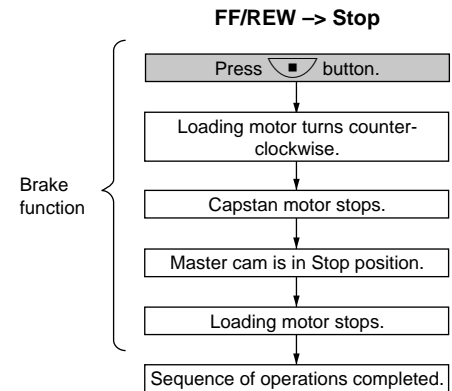 FF/REW –> Stop
Press ■ button.
Loading motor turns counter-
clockwise.
Brake
function
Capstan motor stops.
Master cam is in Stop position.
Loading motor stops.
Sequence of operations completed.